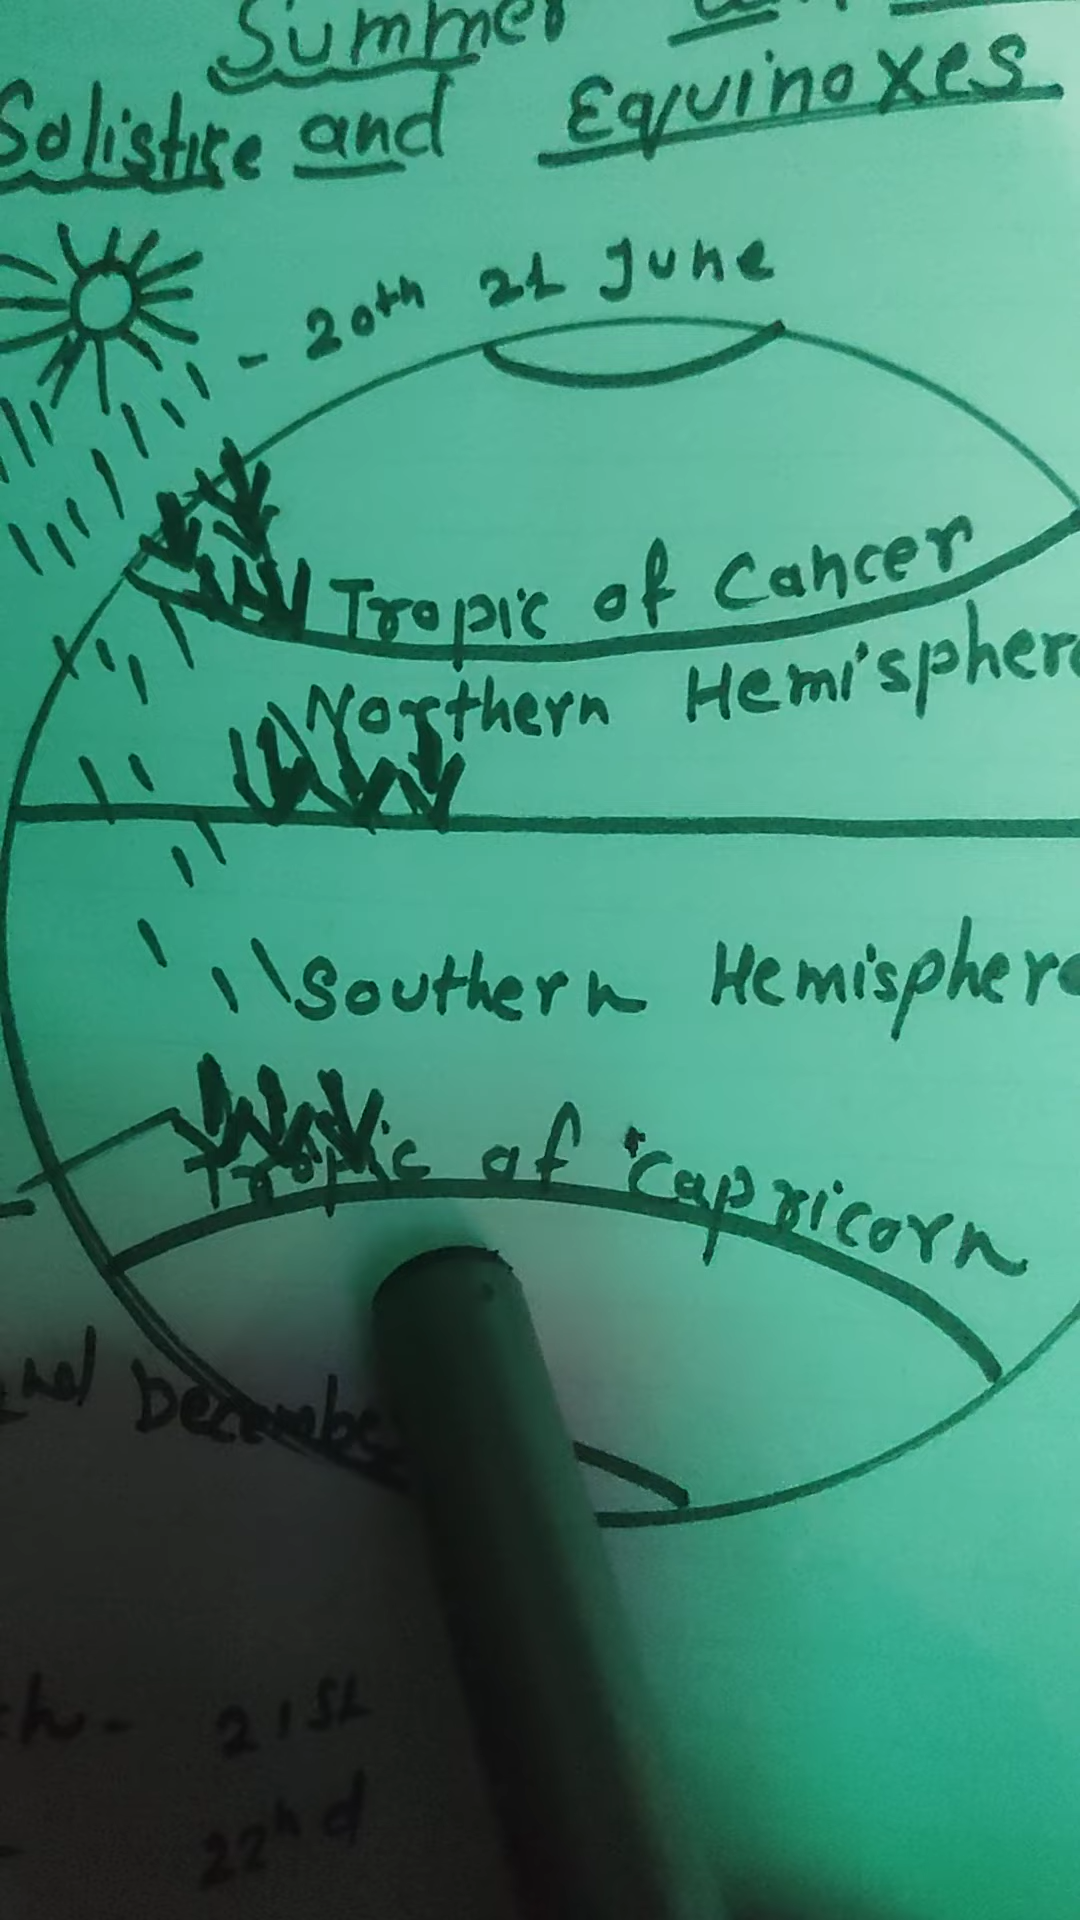 Summer
Solistice and Equinoxes
- 20th 21 June
Tropic of Cancer
Northern Hemisphere
Southern Hemisphere
Tropic of Capricorn
December
21st
22nd